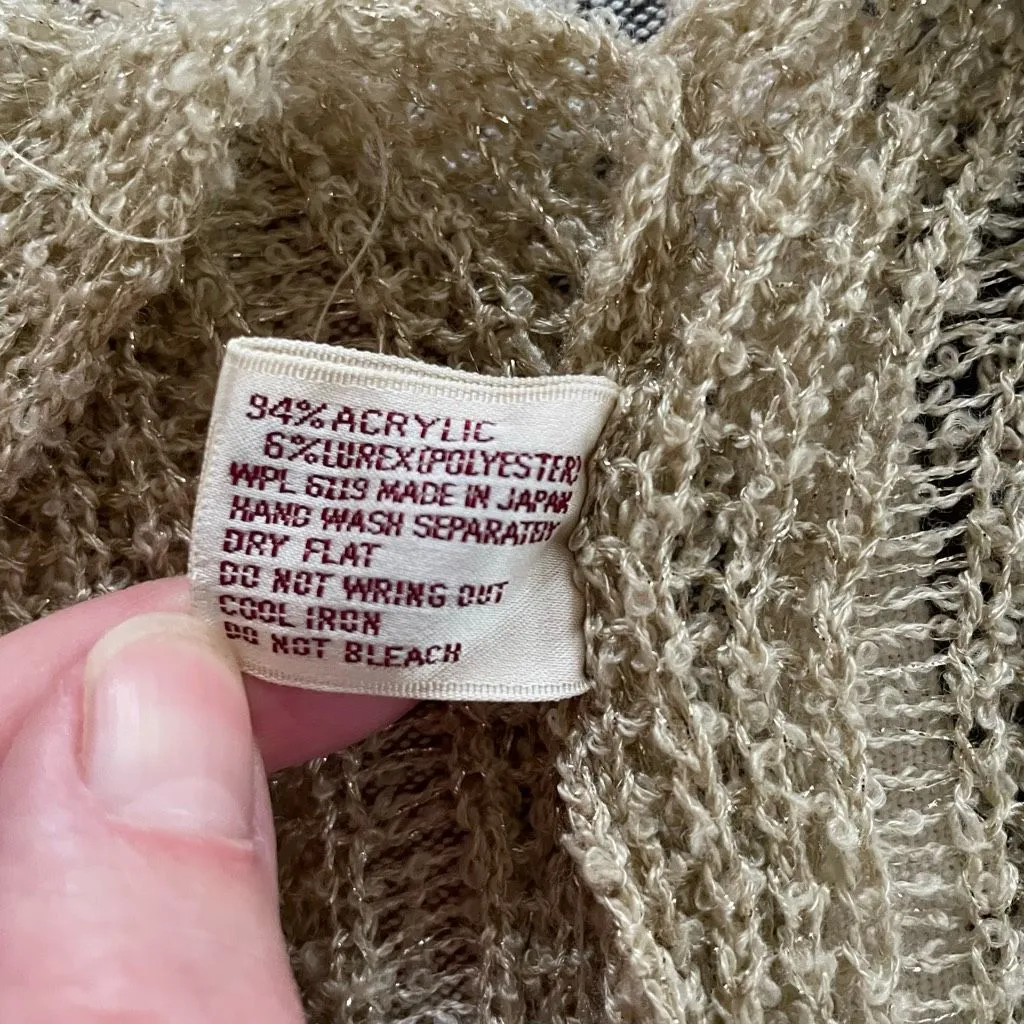 94% ACRYLIC
6% LUREX (POLYESTER)
WPL 6119 MADE IN JAPAN
HAND WASH SEPARATELY
DRY FLAT
DO NOT WRING OUT
COOL IRON
DO NOT BLEACH